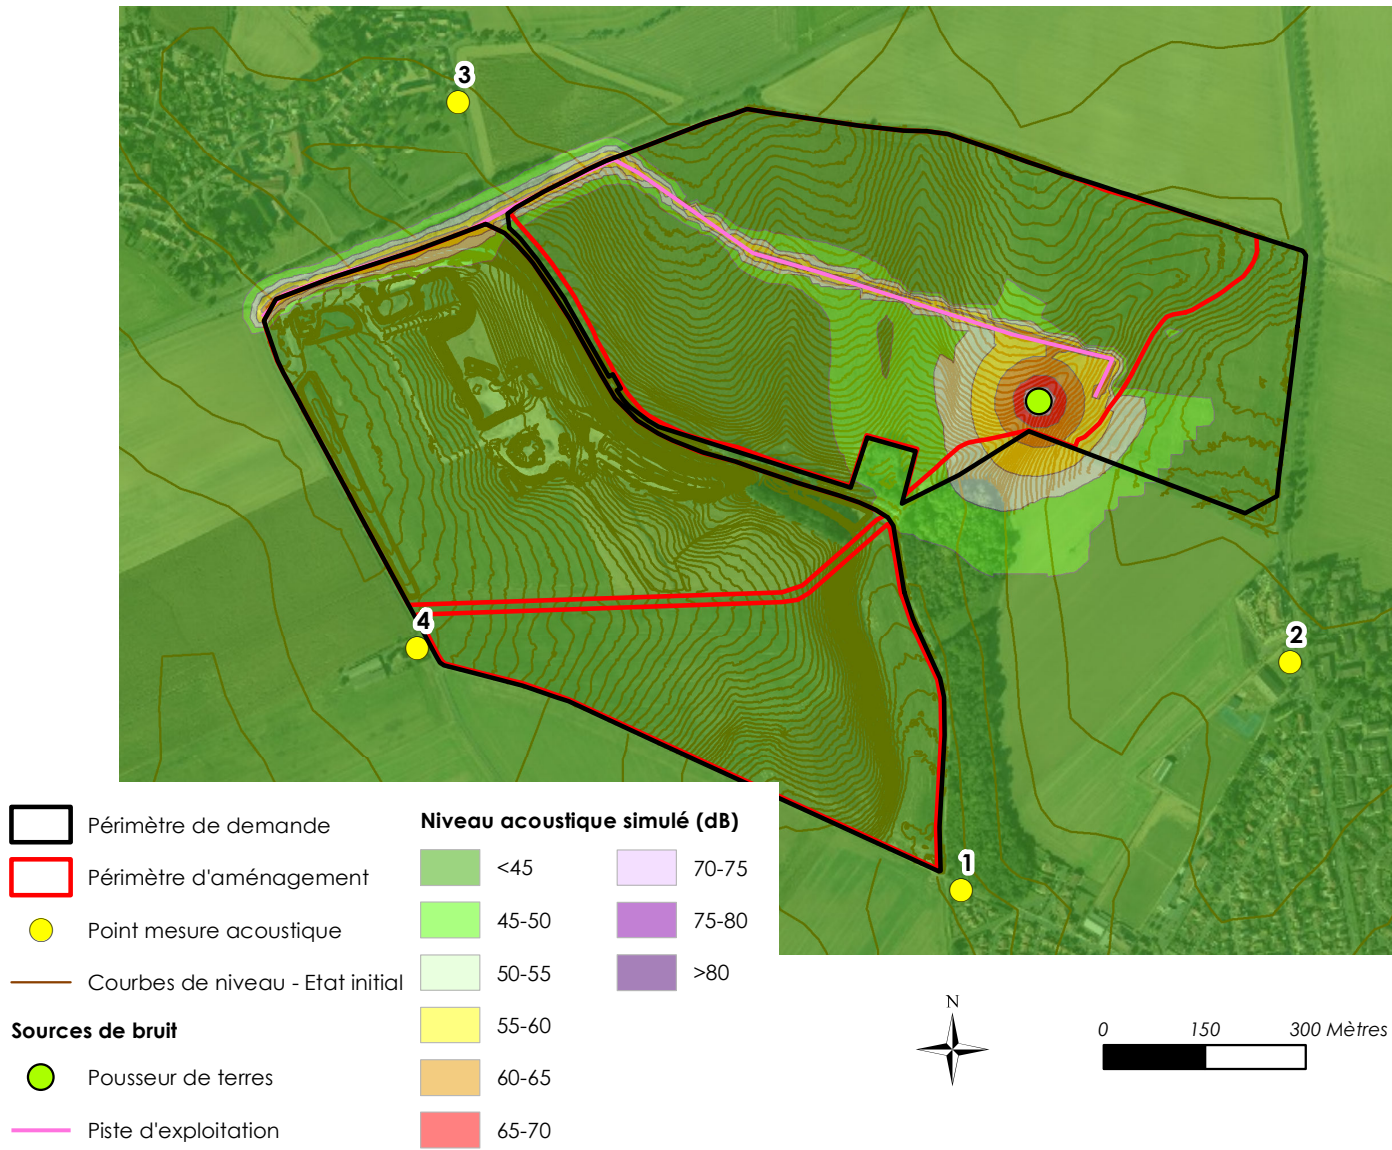 3
4
2
1
Périmètre de demande
Périmètre d'aménagement
Point mesure acoustique
Courbes de niveau - Etat initial
Sources de bruit
Pousseur de terres
Piste d'exploitation
Niveau acoustique simulé (dB)
<45
45-50
50-55
55-60
60-65
65-70
70-75
75-80
>80
N
0 150 300 Mètres